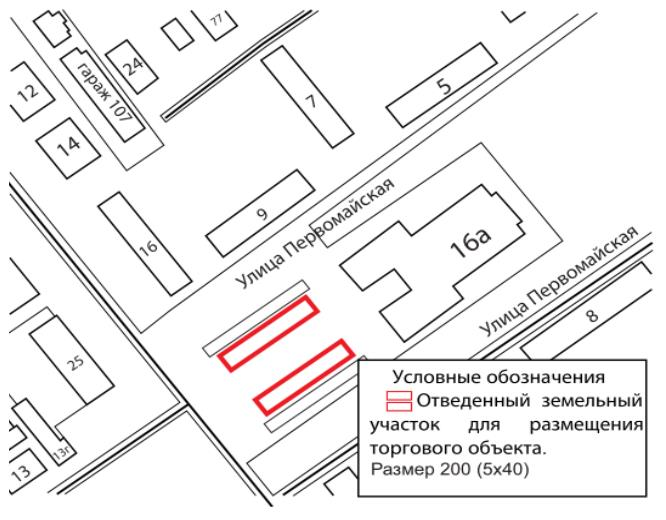 77
24
12
гараж 107
14
7
5
9
16
Улица Первомайская
16а
Улица Первомайская
8
25
13г
13
Условные обозначения
Отведенный земельный
участок для размещения
торгового объекта.
Размер 200 (5х40)